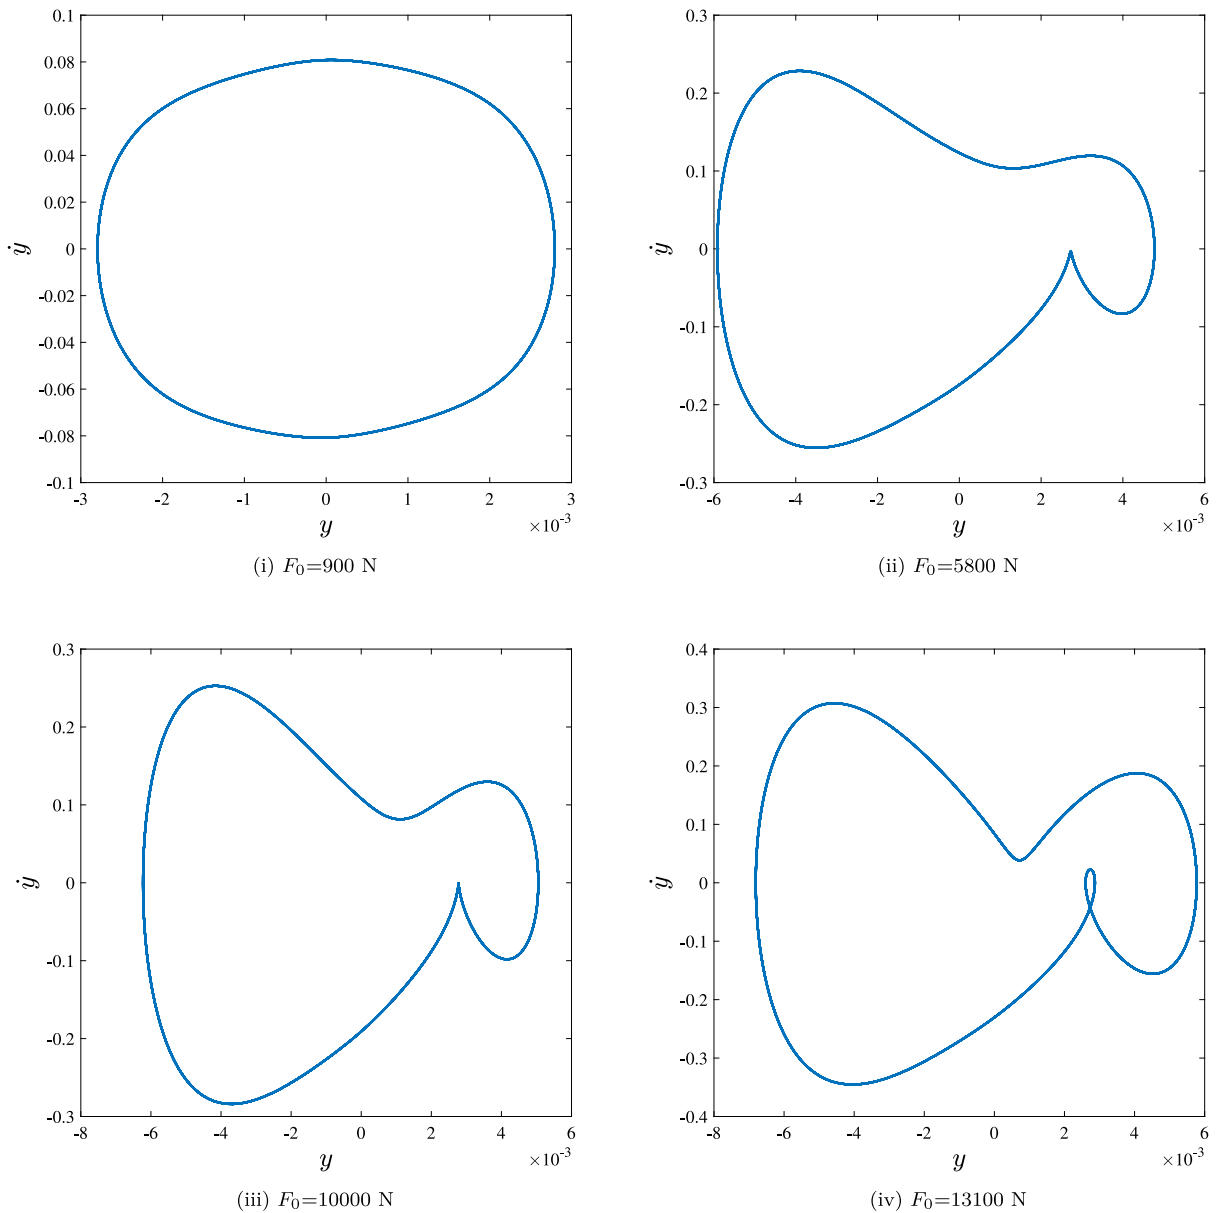 0.1
0.08
0.06
0.04
0.02
0
-0.02
-0.04
-0.06
-0.08
-0.1
ẏ
-3 -2 -1 0 1 2 3
y ×10⁻³
(i) F₀=900 N
0.3
0.2
0.1
0
-0.1
-0.2
-0.3
ẏ
-6 -4 -2 0 2 4 6
y ×10⁻³
(ii) F₀=5800 N
0.3
0.2
0.1
0
-0.1
-0.2
-0.3
ẏ
-8 -6 -4 -2 0 2 4 6
y ×10⁻³
(iii) F₀=10000 N
0.4
0.3
0.2
0.1
0
-0.1
-0.2
-0.3
-0.4
ẏ
-8 -6 -4 -2 0 2 4 6
y ×10⁻³
(iv) F₀=13100 N